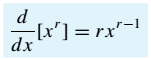 d/dx [x^r] = rx^{r-1}